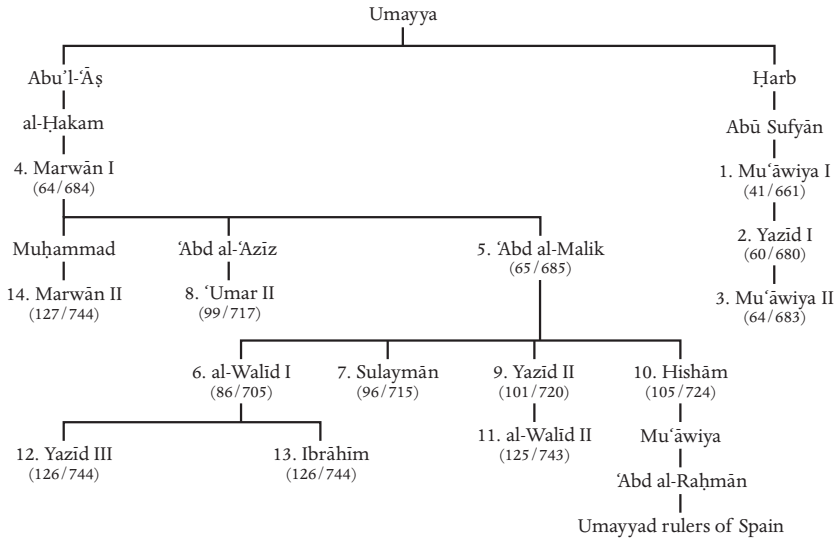 Umayya
Abu’l-‘Āṣ
Ḥarb
al-Ḥakam
Abū Sufyān
4. Marwān I
(64/684)
1. Mu‘āwiya I
(41/661)
Muḥammad
‘Abd al-‘Azīz
5. ‘Abd al-Malik
(65/685)
2. Yazīd I
(60/680)
14. Marwān II
(127/744)
8. ‘Umar II
(99/717)
3. Mu‘āwiya II
(64/683)
6. al-Walīd I
(86/705)
7. Sulaymān
(96/715)
9. Yazīd II
(101/720)
10. Hishām
(105/724)
12. Yazīd III
(126/744)
13. Ibrāhīm
(126/744)
11. al-Walīd II
(125/743)
Mu‘āwiya
‘Abd al-Raḥmān
Umayyad rulers of Spain